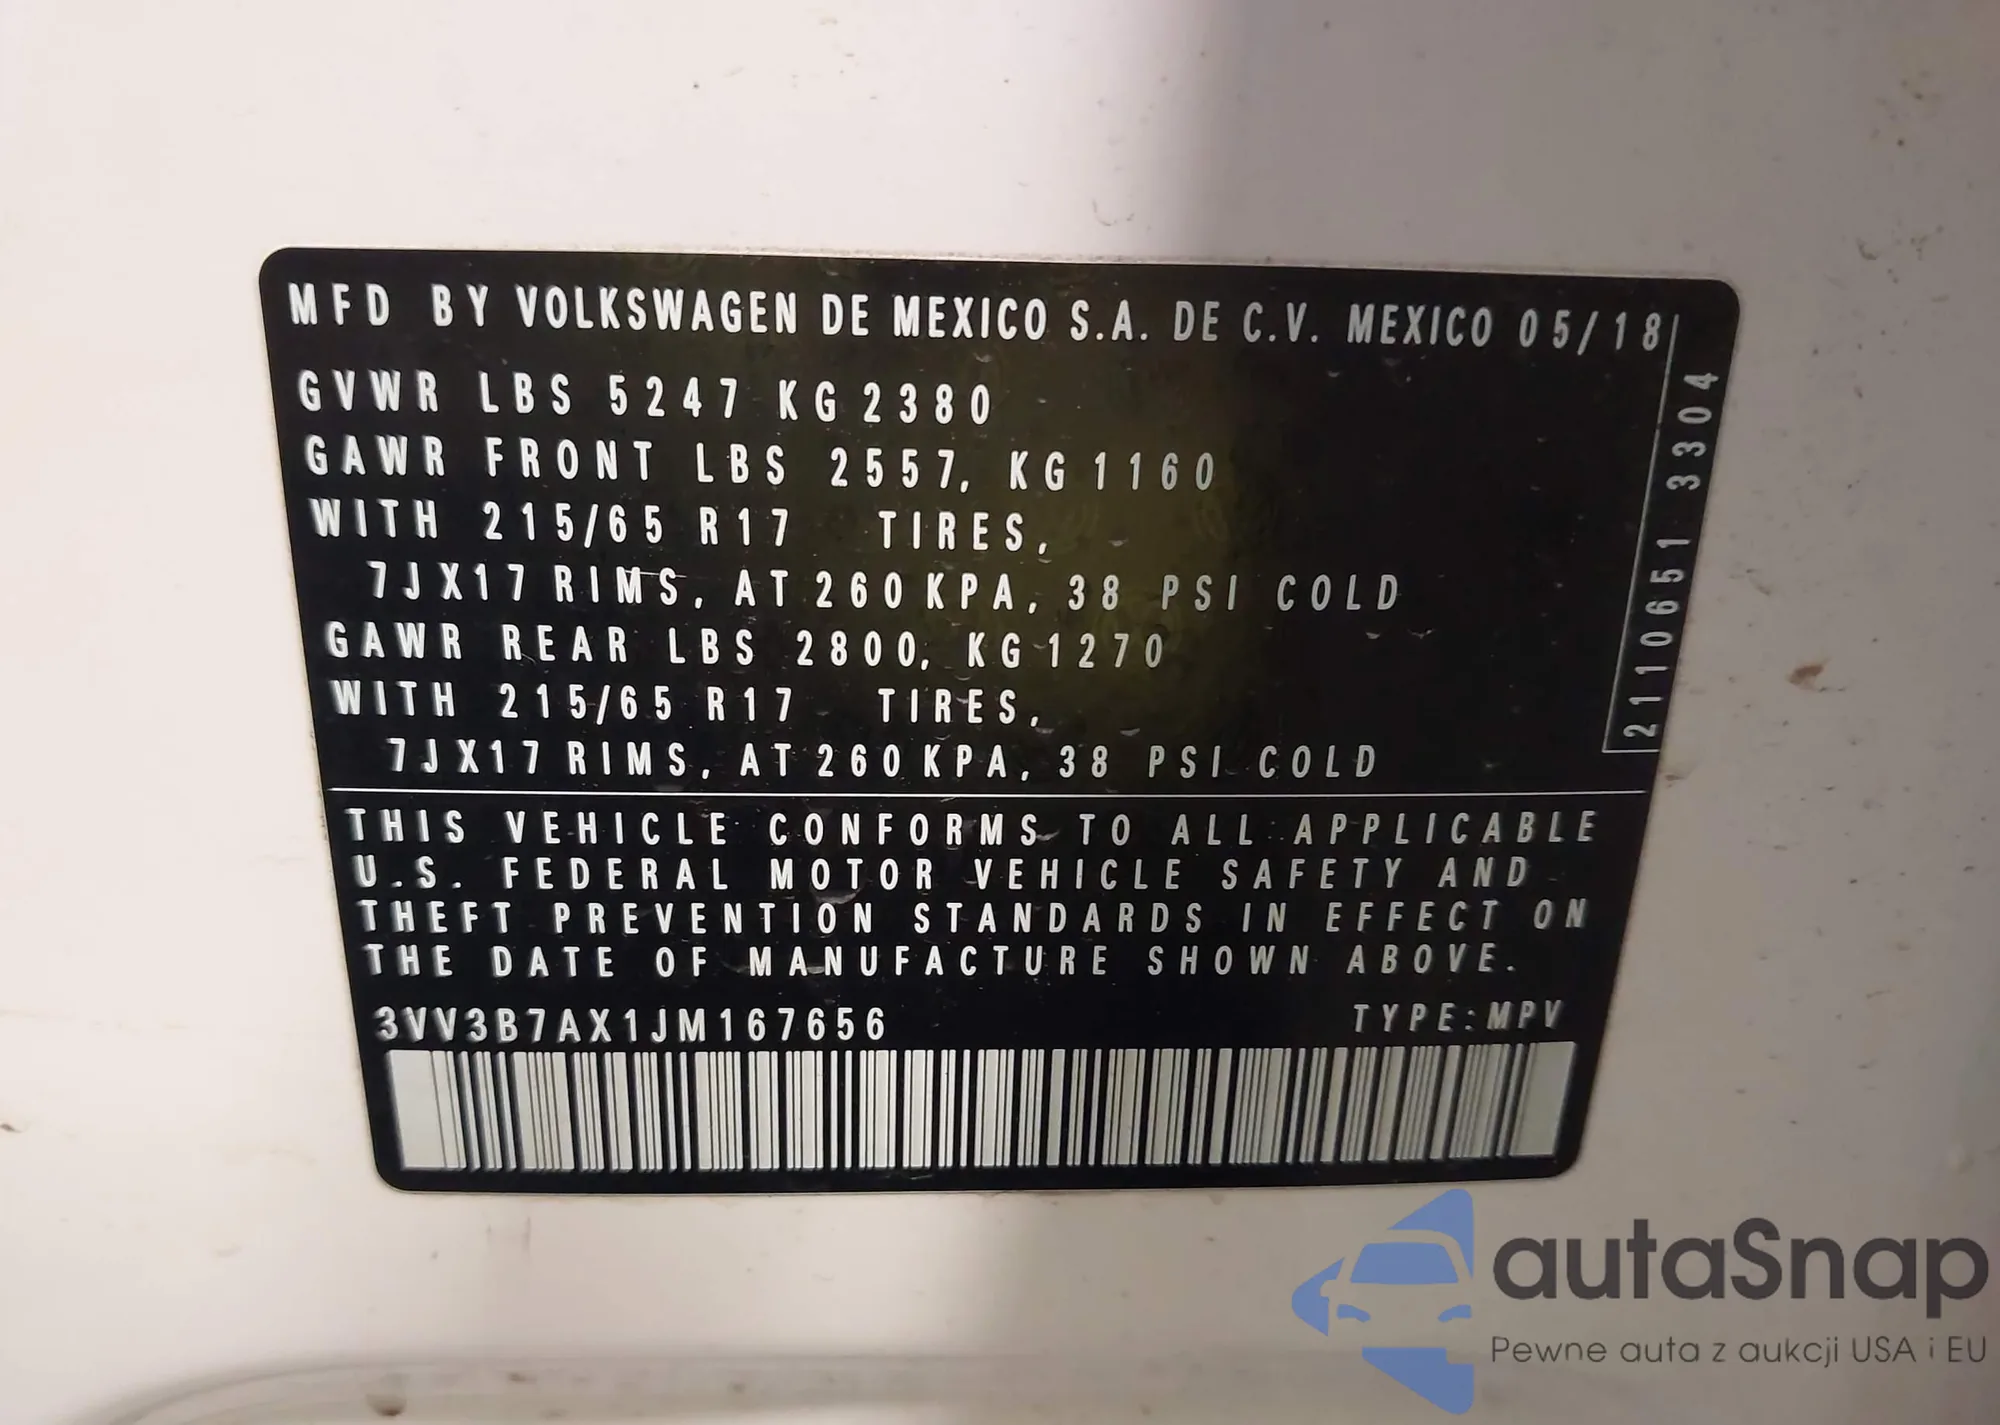 MFD BY VOLKSWAGEN DE MEXICO S.A. DE C.V. MEXICO 05/18
GVWR LBS 5247 KG 2380
GAWR FRONT LBS 2557, KG 1160
WITH 215/65 R17 TIRES,
7JX17 RIMS, AT 260 KPA, 38 PSI COLD
GAWR REAR LBS 2800, KG 1270
WITH 215/65 R17 TIRES,
7JX17 RIMS, AT 260 KPA, 38 PSI COLD
2110651 3304
THIS VEHICLE CONFORMS TO ALL APPLICABLE
U.S. FEDERAL MOTOR VEHICLE SAFETY AND
THEFT PREVENTION STANDARDS IN EFFECT ON
THE DATE OF MANUFACTURE SHOWN ABOVE.
3VV3B7AX1JM167656 TYPE:MPV
autaSnap
Pewne auta z aukcji USA i EU